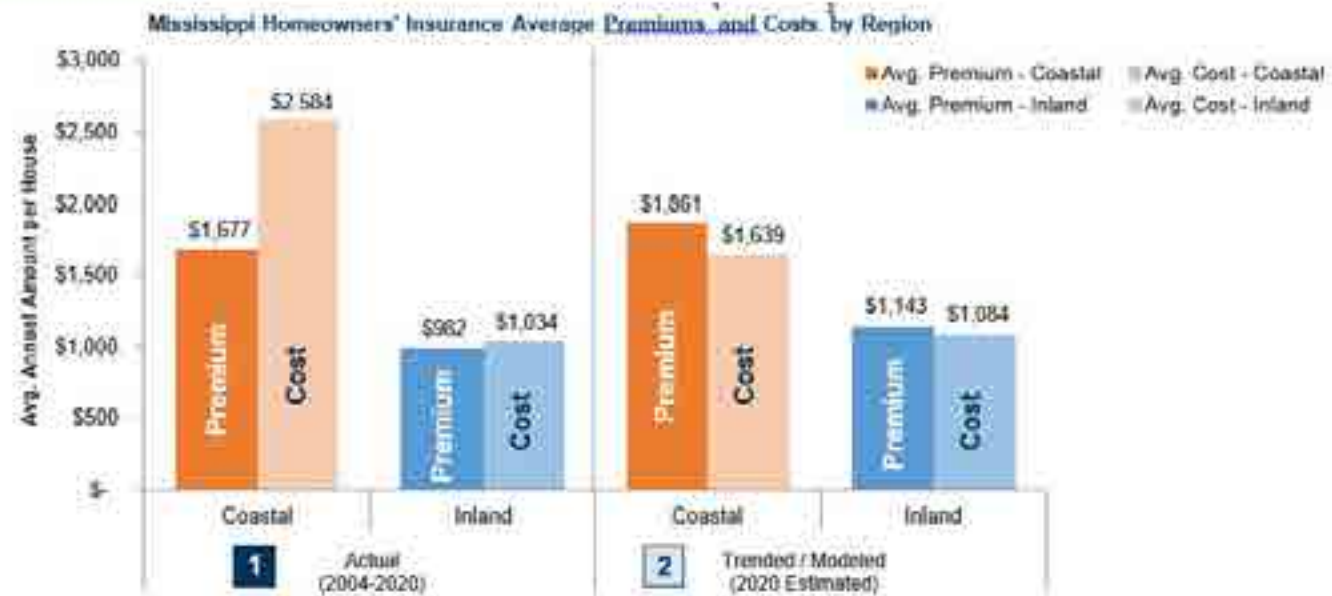 Mississippi Homeowners' Insurance Average Premiums and Costs by Region
Avg. Premium - Coastal
Avg. Cost - Coastal
Avg. Premium - Inland
Avg. Cost - Inland
Avg. Annual Amount per House
$3,000
$2,500
$2,000
$1,500
$1,000
$500
$-
$1,677
$2,584
$982
$1,034
$1,861
$1,639
$1,143
$1,084
Premium
Cost
Premium
Cost
Premium
Cost
Premium
Cost
Coastal
Inland
Coastal
Inland
1
Actual
(2004-2020)
2
Trended / Modeled
(2020 Estimated)